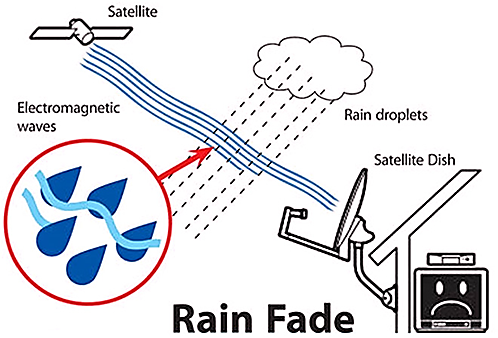 Satellite
Electromagnetic
waves
Rain droplets
Satellite Dish
Rain Fade